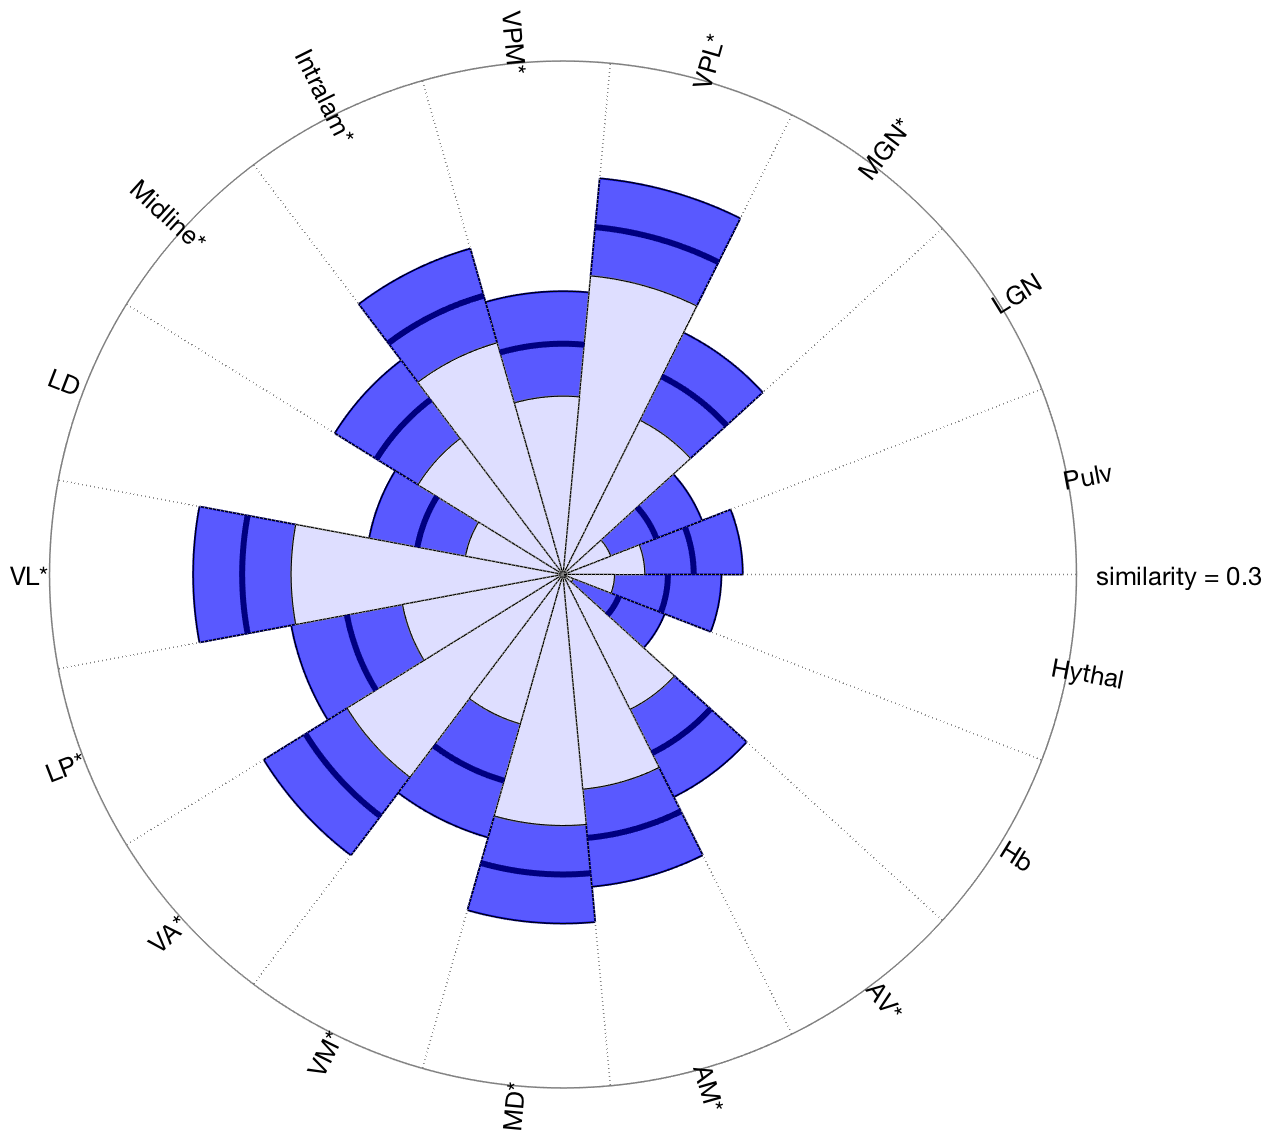 VPM*
VPL*
Intralam*
MGN*
Midline*
LGN
LD
Pulv
VL*
similarity = 0.3
Hythal
LP*
Hb
VA*
AV*
VM*
MD*
AM*